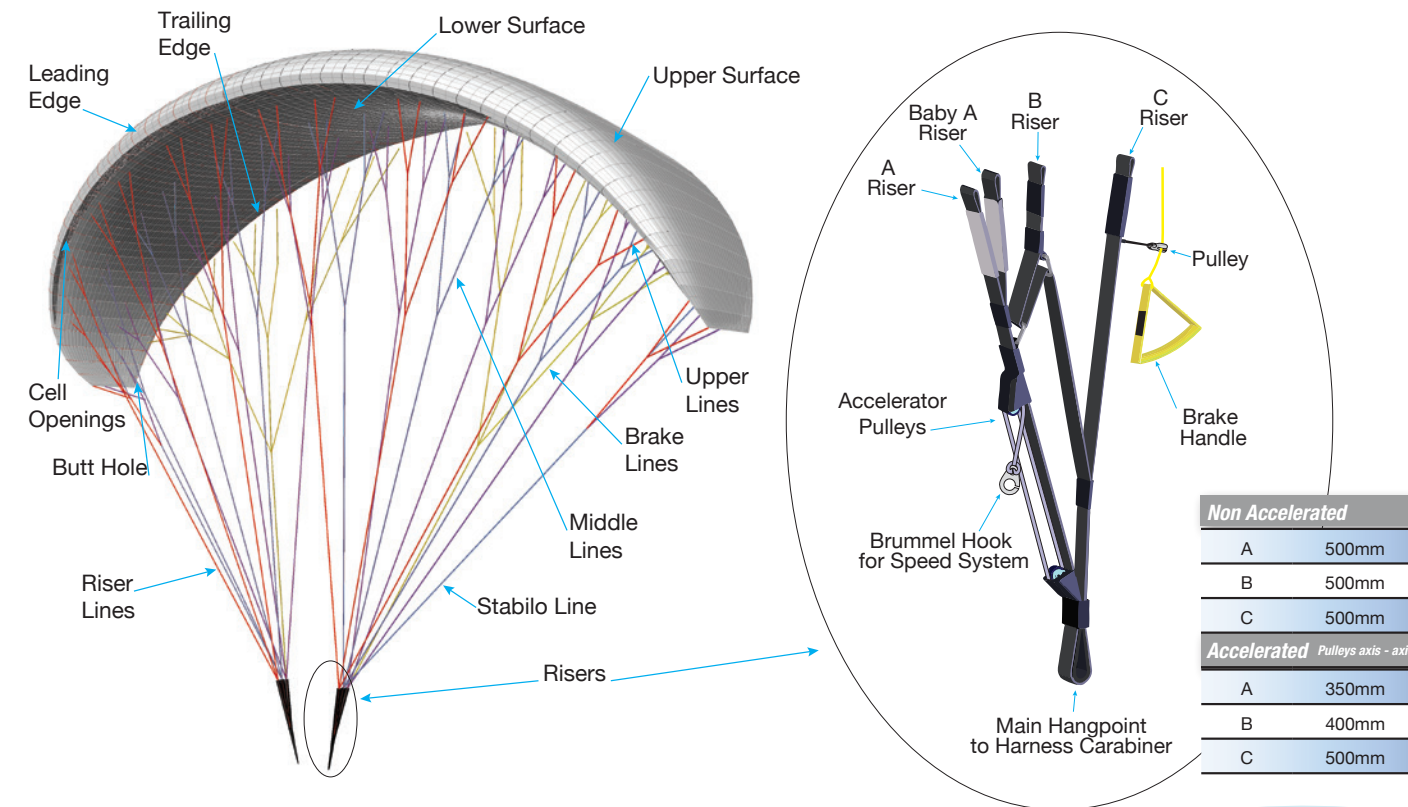 Trailing
Edge
Lower Surface
Leading
Edge
Upper Surface
Cell
Openings
Butt Hole
Upper
Lines
Brake
Lines
Middle
Lines
Riser
Lines
Stabilo Line
Risers
Baby A
Riser
B
Riser
C
Riser
A
Riser
Pulley
Accelerator
Pulleys
Brake
Handle
Brummel Hook
for Speed System
Main Hangpoint
to Harness Carabiner
Non Accelerated
A 500mm
B 500mm
C 500mm
Accelerated Pulleys axis - axi
A 350mm
B 400mm
C 500mm